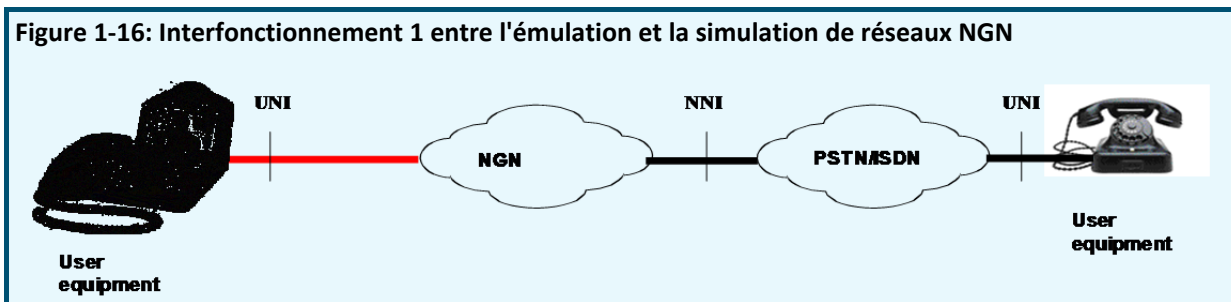 Figure 1-16: Interfonctionnement 1 entre l'émulation et la simulation de réseaux NGN
UNI
NNI
UNI
NGN
PSTN/ISDN
User
equipment
User
equipment